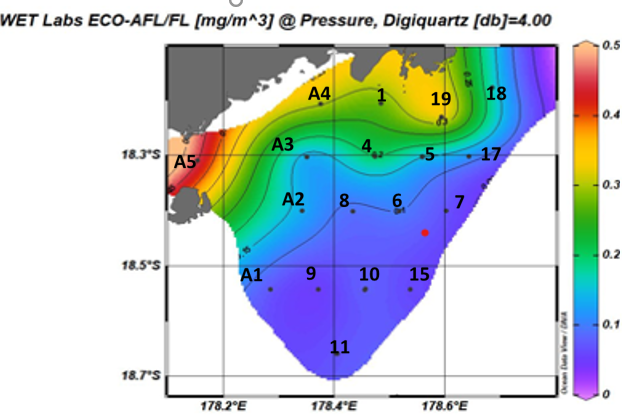 WET Labs ECO-AFL/FL [mg/m^3] @ Pressure, Digiquartz [db]=4.00
0.5
A4 1 19 18
0.4
18.3°S A5 A3 4 5 17
0.3
A2 8 6 7
0.2
18.5°S A1 9 10 15
0.1
11
18.7°S
0
178.2°E 178.4°E 178.6°E
Ocean Data View / DIVA